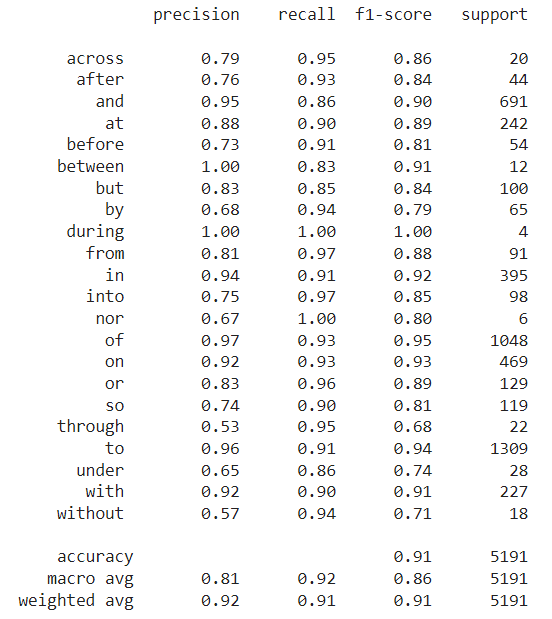 precision recall f1-score support
across 0.79 0.95 0.86 20
after 0.76 0.93 0.84 44
and 0.95 0.86 0.90 691
at 0.88 0.90 0.89 242
before 0.73 0.91 0.81 54
between 1.00 0.83 0.91 12
but 0.83 0.85 0.84 100
by 0.68 0.94 0.79 65
during 1.00 1.00 1.00 4
from 0.81 0.97 0.88 91
in 0.94 0.91 0.92 395
into 0.75 0.97 0.85 98
nor 0.67 1.00 0.80 6
of 0.97 0.93 0.95 1048
on 0.92 0.93 0.93 469
or 0.83 0.96 0.89 129
so 0.74 0.90 0.81 119
through 0.53 0.95 0.68 22
to 0.96 0.91 0.94 1309
under 0.65 0.86 0.74 28
with 0.92 0.90 0.91 227
without 0.57 0.94 0.71 18
accuracy 0.91 5191
macro avg 0.81 0.92 0.86 5191
weighted avg 0.92 0.91 0.91 5191